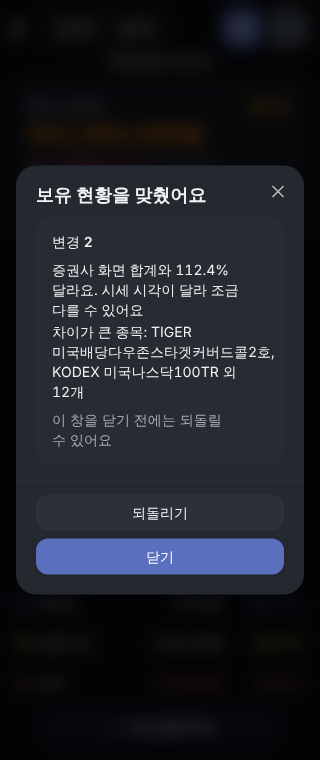 보유 현황을 맞췄어요
변경 2
증권사 화면 합계와 112.4%
달라요. 시세 시각이 달라 조금
다를 수 있어요
차이가 큰 종목: TIGER
미국배당다우존스타겟커버드콜2호,
KODEX 미국나스닥100TR 외
12개
이 창을 닫기 전에는 되돌릴
수 있어요
되돌리기
닫기